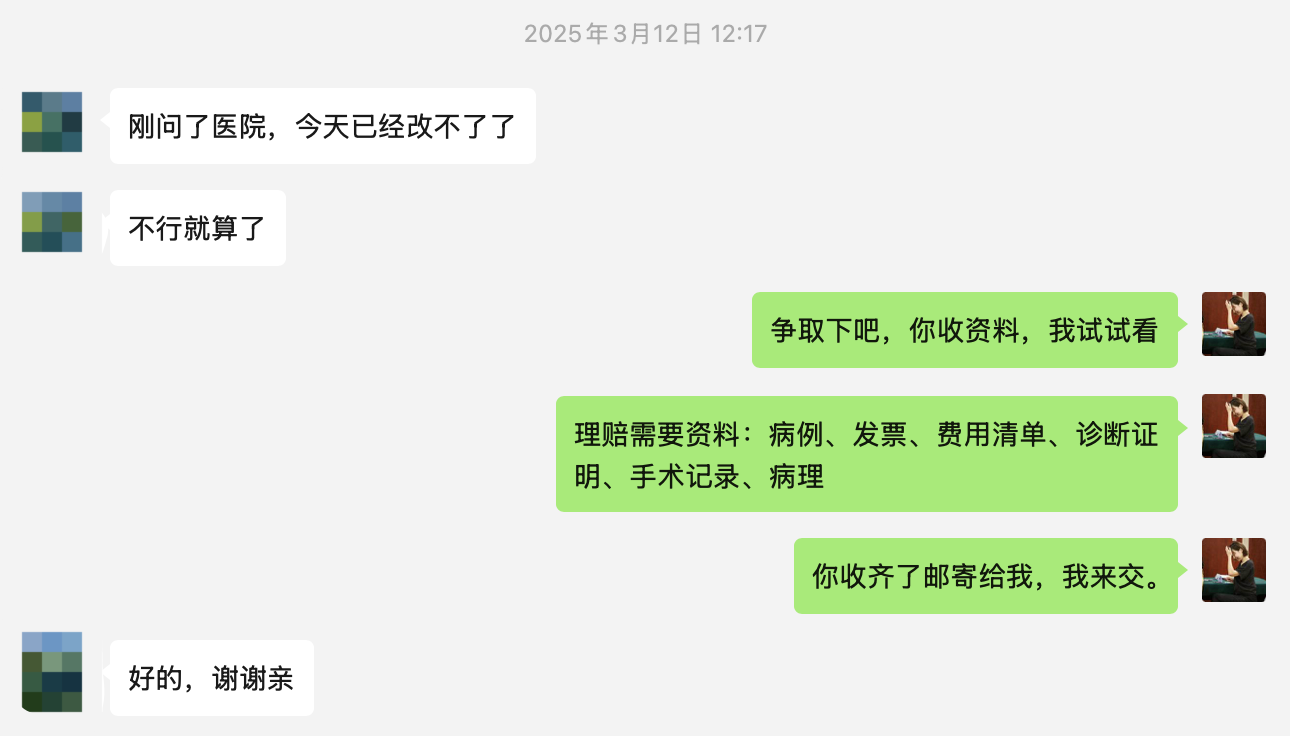 2025年3月12日 12:17
刚问了医院，今天已经改不了了
不行就算了
争取下吧，你收资料，我试试看
理赔需要资料：病例、发票、费用清单、诊断证
明、手术记录、病理
你收齐了邮寄给我，我来交。
好的，谢谢亲